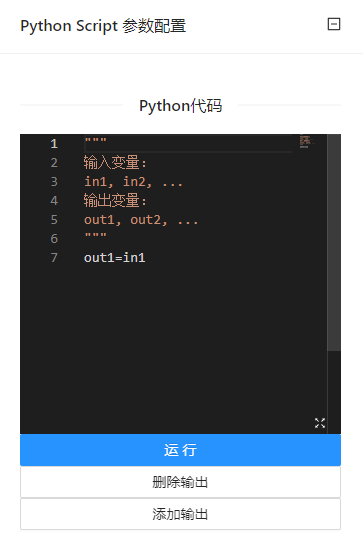 Python Script 参数配置
Python代码
1 """
2 输入变量:
3 in1, in2, ...
4 输出变量:
5 out1, out2, ...
6 """
7 out1=in1
运 行
删除输出
添加输出